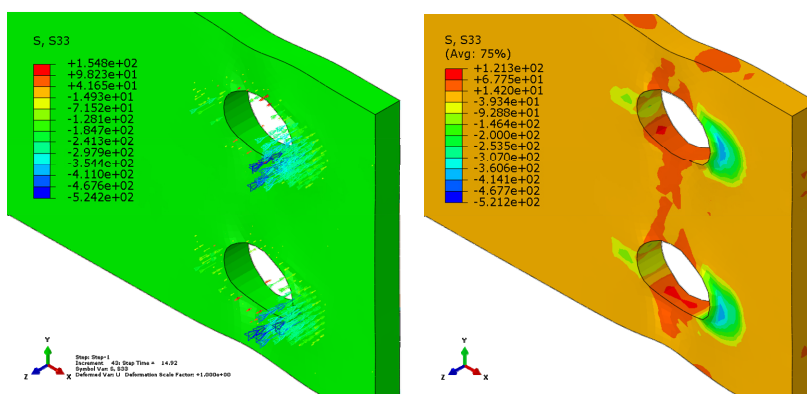 S, S33
+1.548e+02
+9.823e+01
+4.165e+01
-1.493e+01
-7.152e+01
-1.281e+02
-1.847e+02
-2.413e+02
-2.979e+02
-3.544e+02
-4.110e+02
-4.676e+02
-5.242e+02
Y
Z
X
Step: Step-1
Increment 43: Step Time = 14.92
Symbol Var: S, S33
Deformed Var: U Deformation Scale Factor: +1.000e+00
S, S33
(Avg: 75%)
+1.213e+02
+6.775e+01
+1.420e+01
-3.934e+01
-9.288e+01
-1.464e+02
-2.000e+02
-2.535e+02
-3.070e+02
-3.606e+02
-4.141e+02
-4.677e+02
-5.212e+02
Y
Z
X